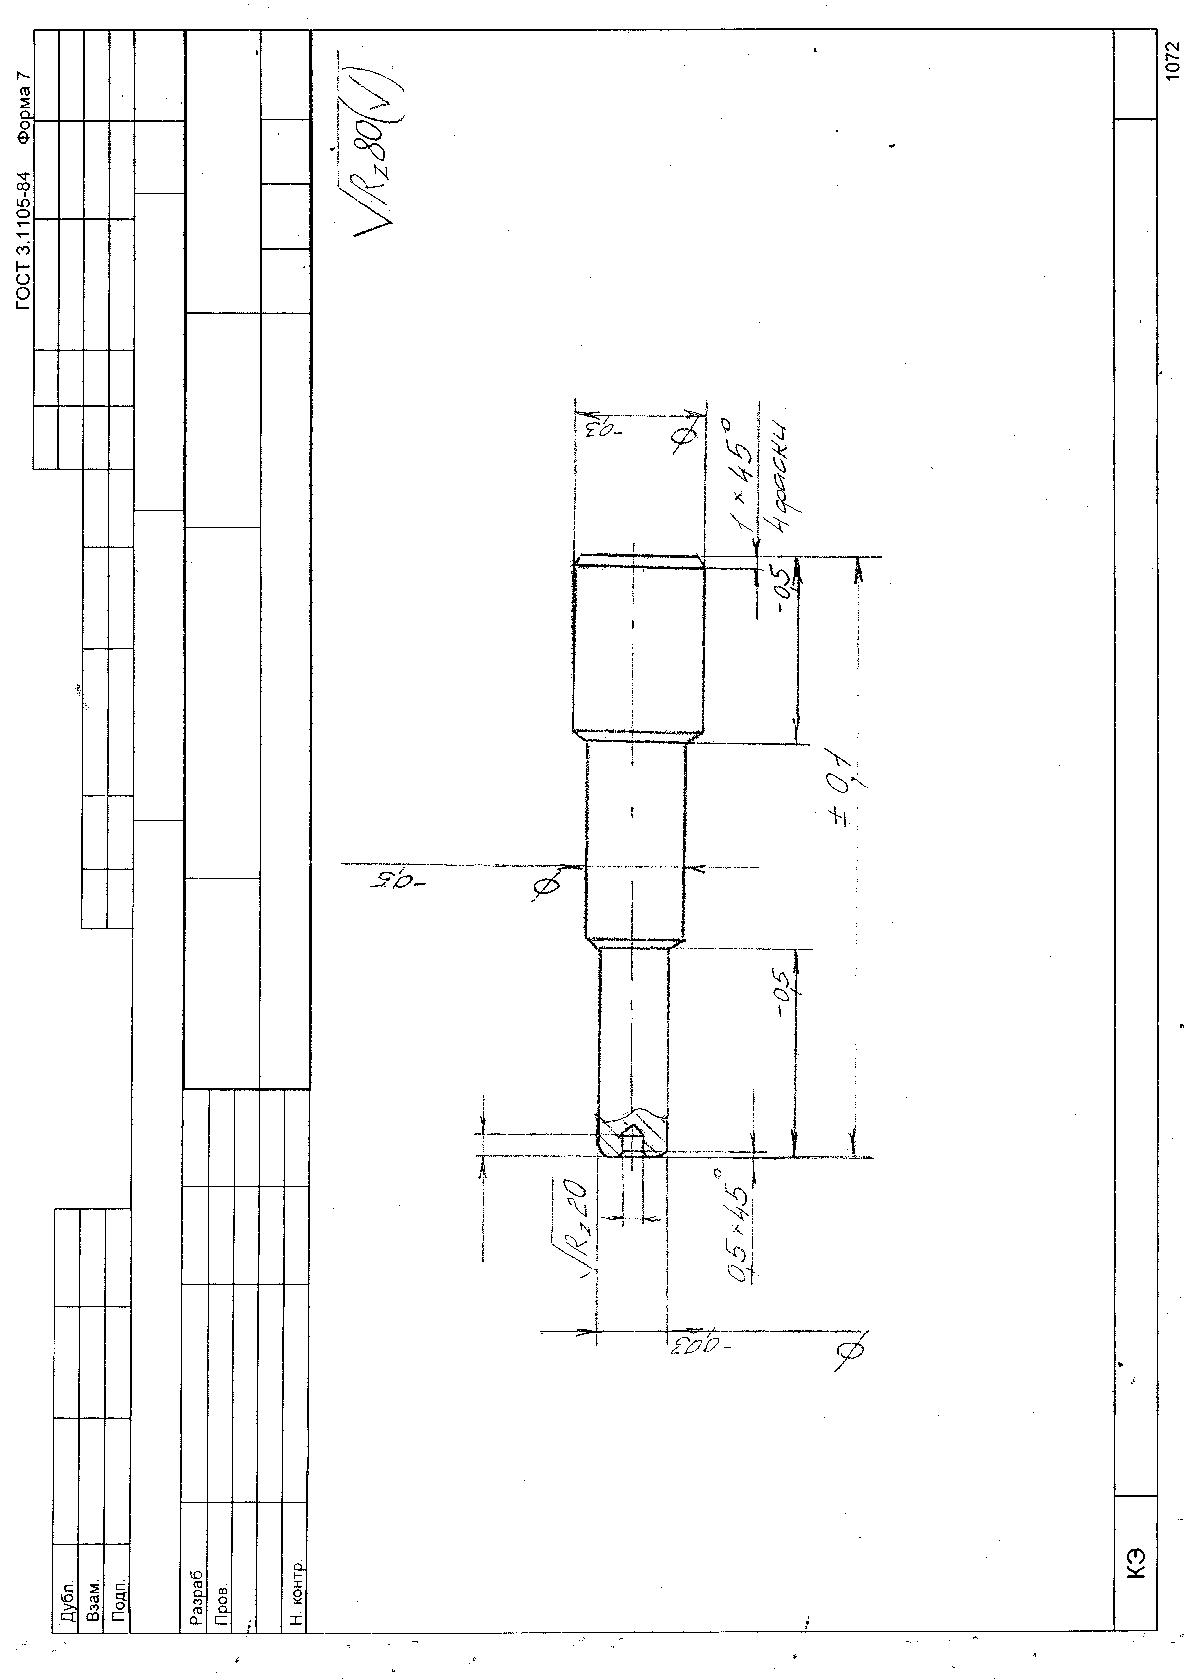 ГОСТ 3.1105-84 Форма 7
1072
Дубл.
Взам.
Подп.
Разраб
Пров.
Н. контр.
√Rz80(√)
-0,5
⌀
-0,3
⌀
1×45°
4 фаски
-0,5
-0,5
±0,1
√Rz20
0,5×45°
-0,03
⌀
КЭ